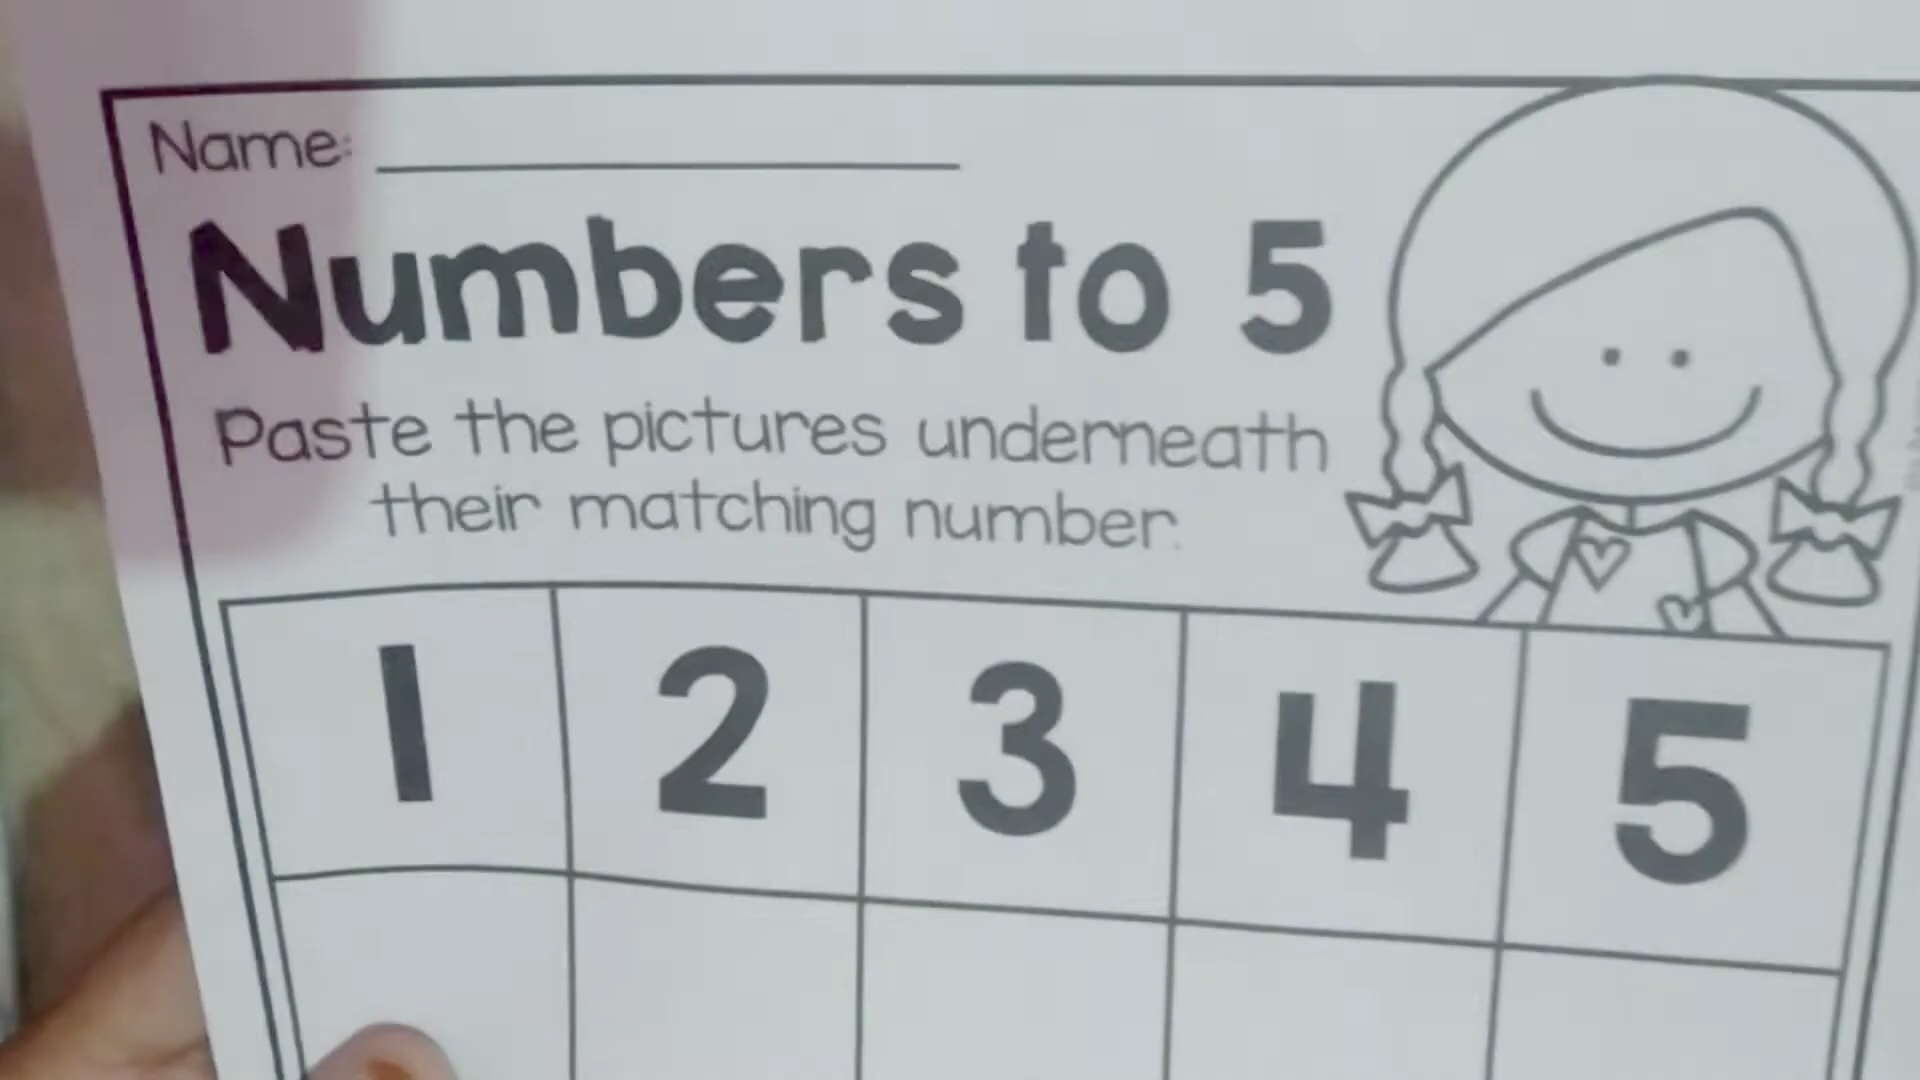 Name:
Numbers to 5
Paste the pictures underneath
their matching number.
1 2 3 4 5